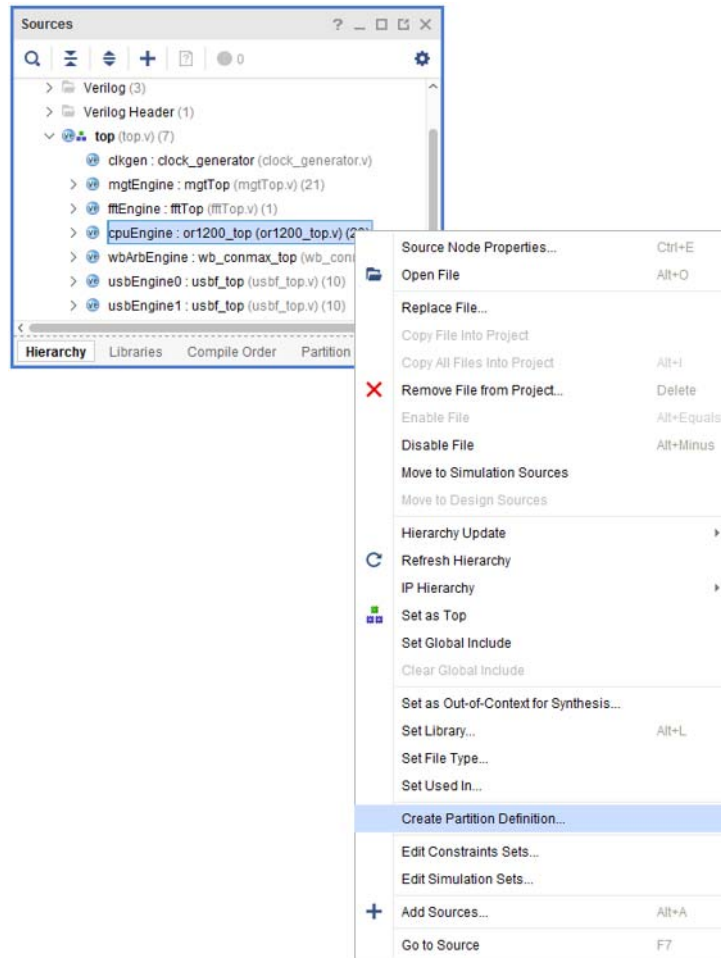 Sources
? _
0
Verilog (3)
Verilog Header (1)
top (top.v) (7)
clkgen : clock_generator (clock_generator.v)
mgtEngine : mgtTop (mgtTop.v) (21)
fftEngine : fftTop (fftTop.v) (1)
cpuEngine : or1200_top (or1200_top.v)
wbArbEngine : wb_conmax_top
usbEngine0 : usbf_top (usbf_top.v) (10)
usbEngine1 : usbf_top (usbf_top.v) (10)
Hierarchy Libraries Compile Order Partition
Source Node Properties... Ctrl+E
Open File Alt+O
Replace File...
Copy File Into Project
Copy All Files Into Project Alt+I
Remove File from Project... Delete
Enable File Alt+Equals
Disable File Alt+Minus
Move to Simulation Sources
Move to Design Sources
Hierarchy Update
Refresh Hierarchy
IP Hierarchy
Set as Top
Set Global Include
Clear Global Include
Set as Out-of-Context for Synthesis...
Set Library... Alt+L
Set File Type...
Set Used In...
Create Partition Definition...
Edit Constraints Sets...
Edit Simulation Sets...
Add Sources... Alt+A
Go to Source F7